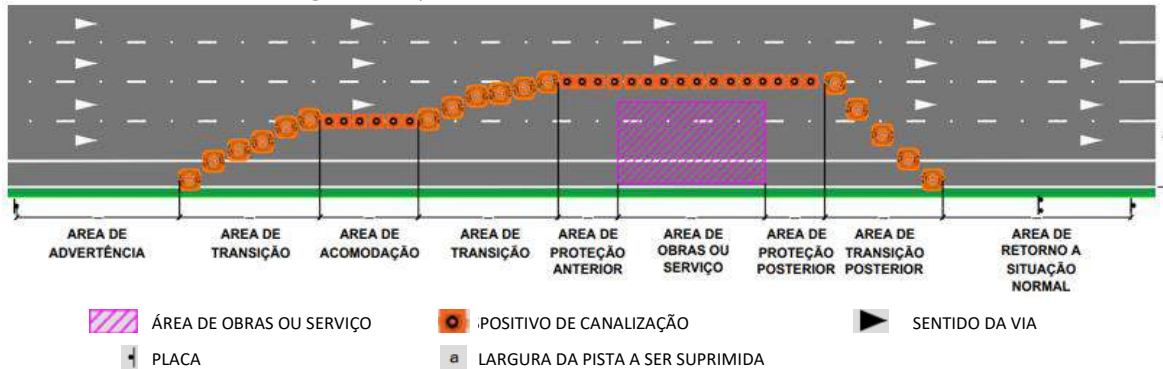 AREA DE
ADVERTÊNCIA
AREA DE
TRANSIÇÃO
AREA DE
ACOMODAÇÃO
AREA DE
TRANSIÇÃO
AREA DE
PROTEÇÃO
ANTERIOR
AREA DE
OBRAS OU
SERVIÇO
AREA DE
PROTEÇÃO
POSTERIOR
AREA DE
TRANSIÇÃO
POSTERIOR
AREA DE
RETORNO A
SITUAÇÃO
NORMAL
ÁREA DE OBRAS OU SERVIÇO
POSITIVO DE CANALIZAÇÃO
SENTIDO DA VIA
PLACA
a LARGURA DA PISTA A SER SUPRIMIDA